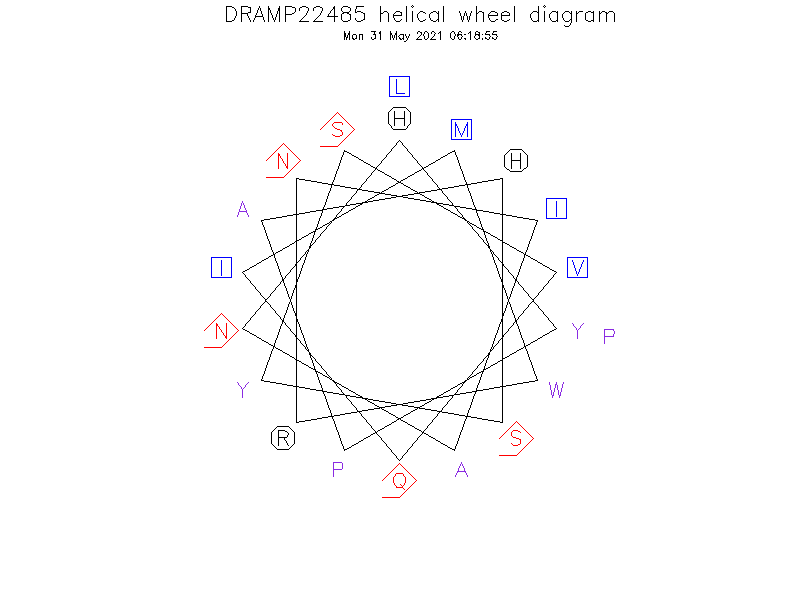 DRAMP22485 helical wheel diagram
Mon 31 May 2021 06:18:55
L
S H M
N H
A I
I V
N Y P
Y W
R S
P A
Q